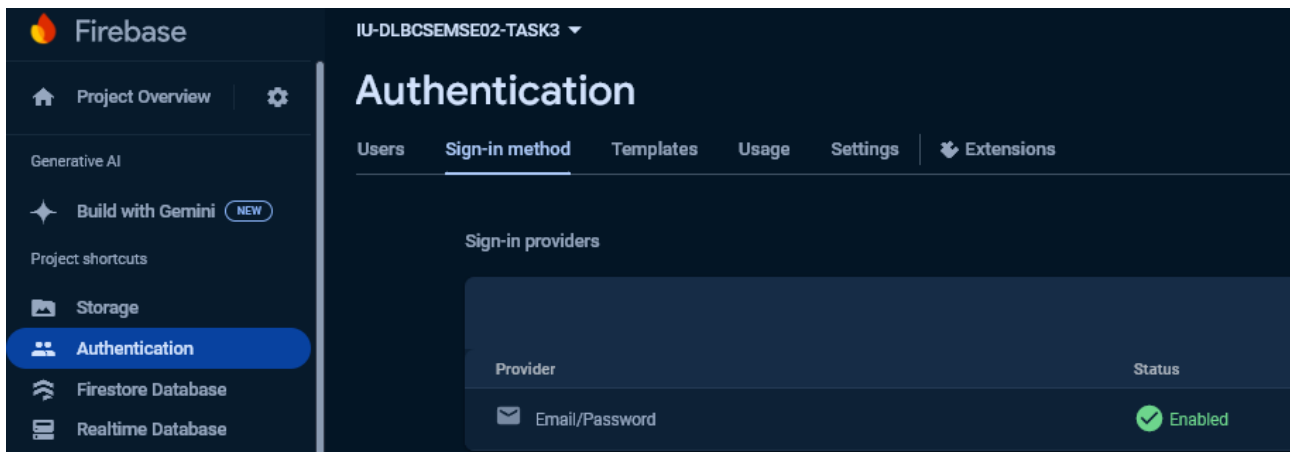 Firebase
Project Overview
Generative AI
Build with Gemini NEW
Project shortcuts
Storage
Authentication
Firestore Database
Realtime Database
IU-DLBCSEMSE02-TASK3
Authentication
Users Sign-in method Templates Usage Settings Extensions
Sign-in providers
Provider Status
Email/Password Enabled